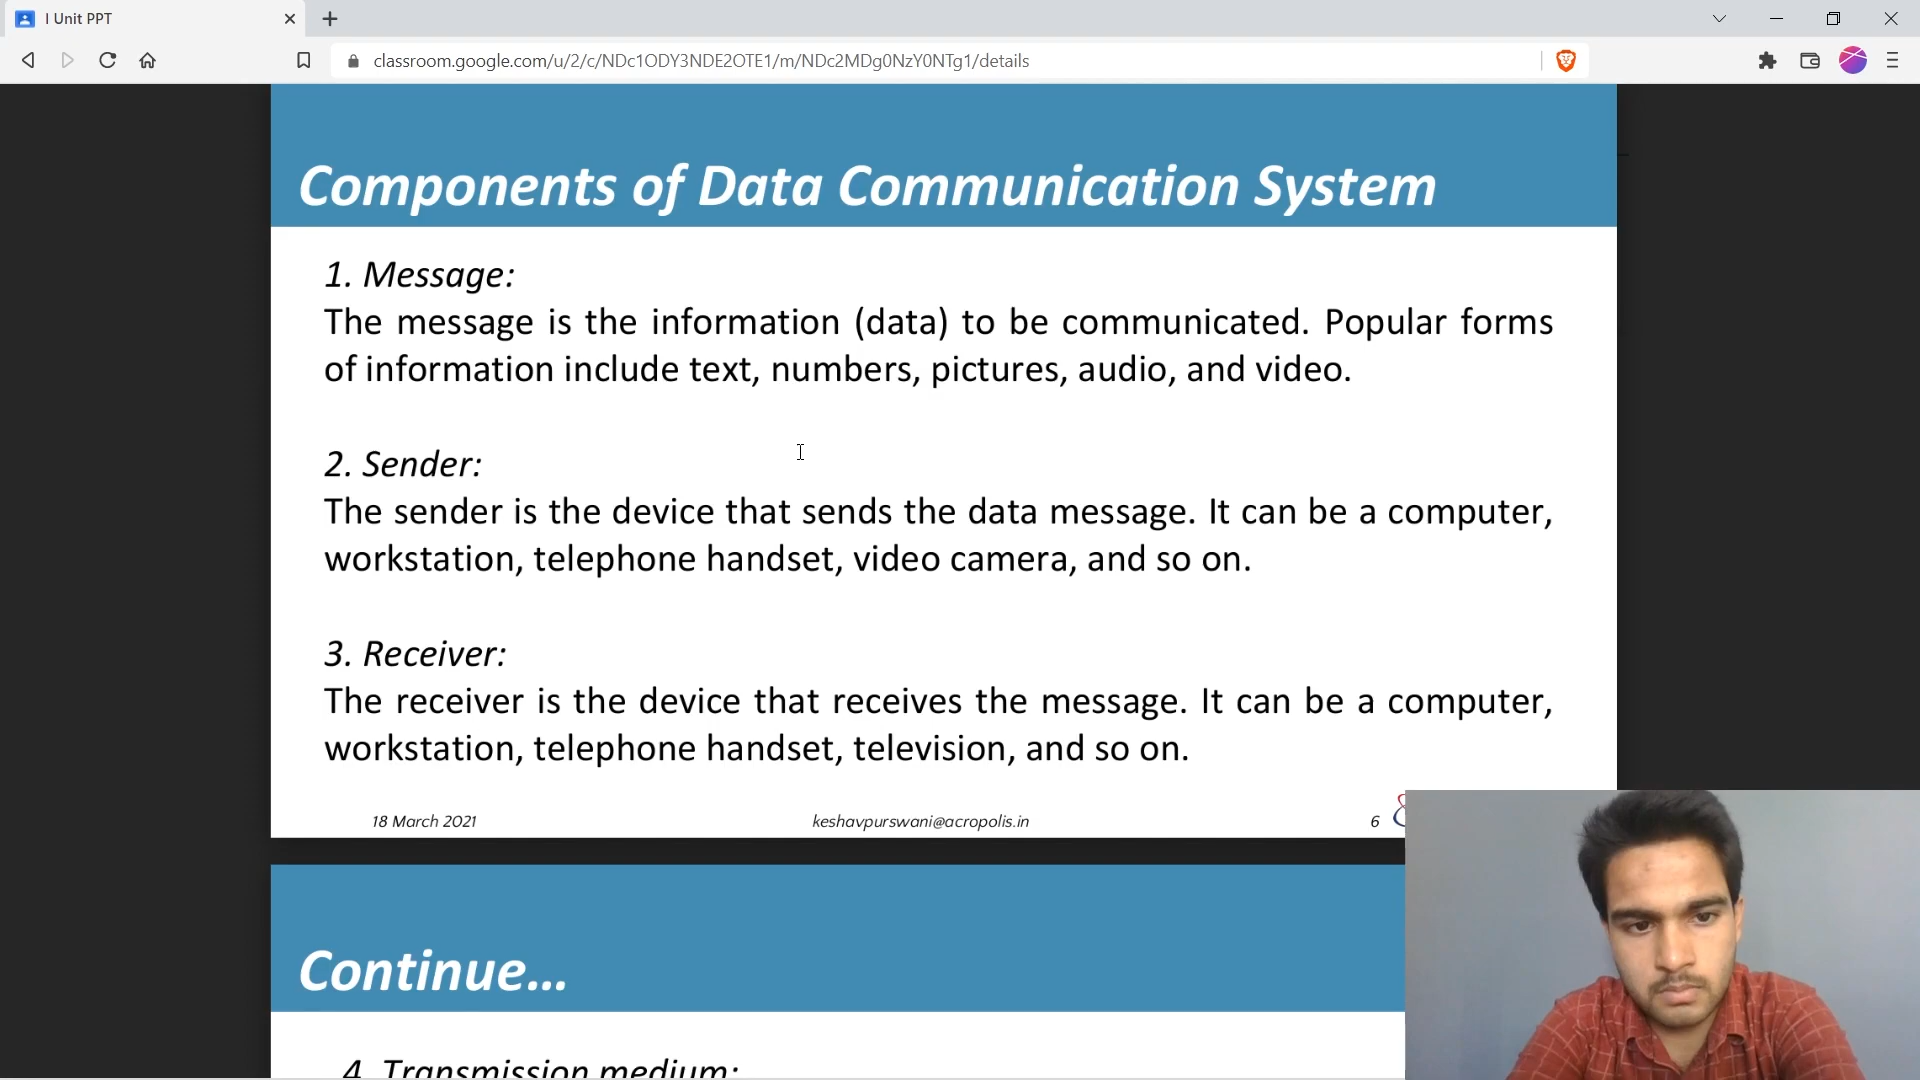 I Unit PPT
classroom.google.com/u/2/c/NDc1ODY3NDE2OTE1/m/NDc2MDg0NzY0NTg1/details
Components of Data Communication System
1. Message:
The message is the information (data) to be communicated. Popular forms
of information include text, numbers, pictures, audio, and video.
2. Sender:
The sender is the device that sends the data message. It can be a computer,
workstation, telephone handset, video camera, and so on.
3. Receiver:
The receiver is the device that receives the message. It can be a computer,
workstation, telephone handset, television, and so on.
18 March 2021 keshavpurswani@acropolis.in 6
Continue...
4. Transmission medium: